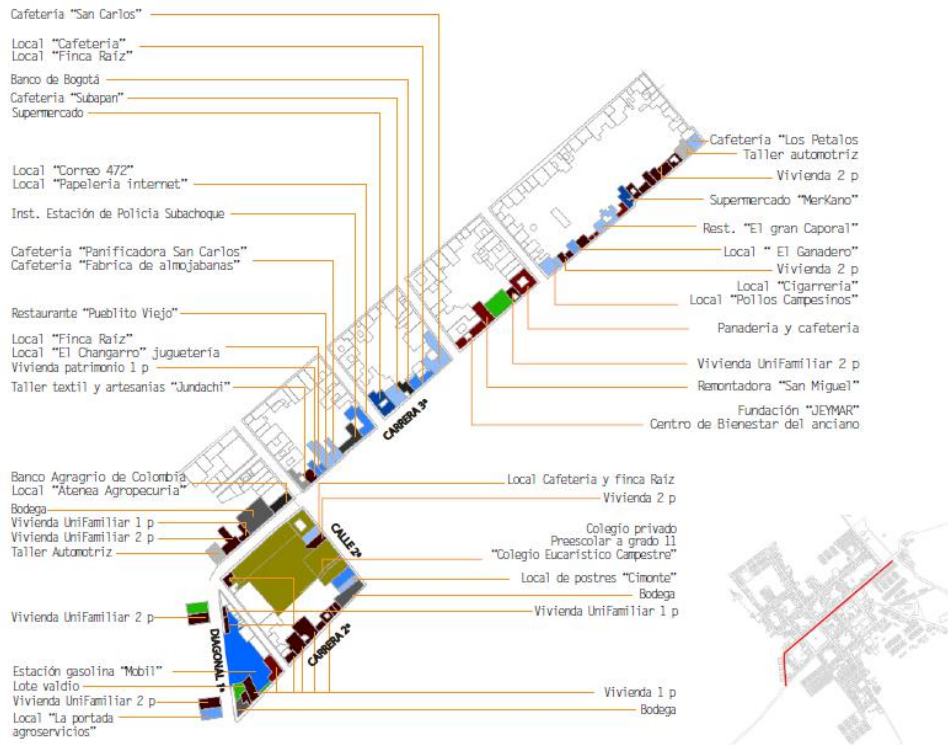 Cafeteria “San Carlos”
Local “Cafeteria”
Local “Finca Raiz”
Banco de Bogotá
Cafeteria “Subapan”
Supermercado
Local “Correo 472”
Local “Papeleria internet”
Inst. Estación de Policia Subachoque
Cafeteria “Panificadora San Carlos”
Cafeteria “Fabrica de almojabanas”
Restaurante “Pueblito Viejo”
Local “Finca Raiz”
Local “El Changarro” jugueteria
Vivienda patrimonio 1 p
Taller textil y artesanias “Jundachi”
Banco Agragrio de Colombia
Local “Atenea Agropecuria”
Bodega
Vivienda UniFamiliar 1 p
Vivienda UniFamiliar 2 p
Taller Automotriz
Vivienda UniFamiliar 2 p
Estación gasolina “Mobil”
Lote valdio
Vivienda UniFamiliar 2 p
Local “La portada
agroservicios”
CARRERA 3ª
CALLE 2ª
CARRERA 2ª
DIAGONAL 1ª
Cafeteria “Los Petalos
Taller automotriz
Vivienda 2 p
Supermercado “MerKano”
Rest. “El gran Caporal”
Local “ El Ganadero”
Vivienda 2 p
Local “Cigarreria”
Local “Pollos Campesinos”
Panaderia y cafeteria
Vivienda UniFamiliar 2 p
Remontadora “San Miguel”
Fundación “JEYMAR”
Centro de Bienestar del anciano
Local Cafeteria y finca Raiz
Vivienda 2 p
Colegio privado
Preescolar a grado 11
“Colegio Eucaristico Campestre”
Local de postres “Cimonte”
Bodega
Vivienda UniFamiliar 1 p
Vivienda 1 p
Bodega